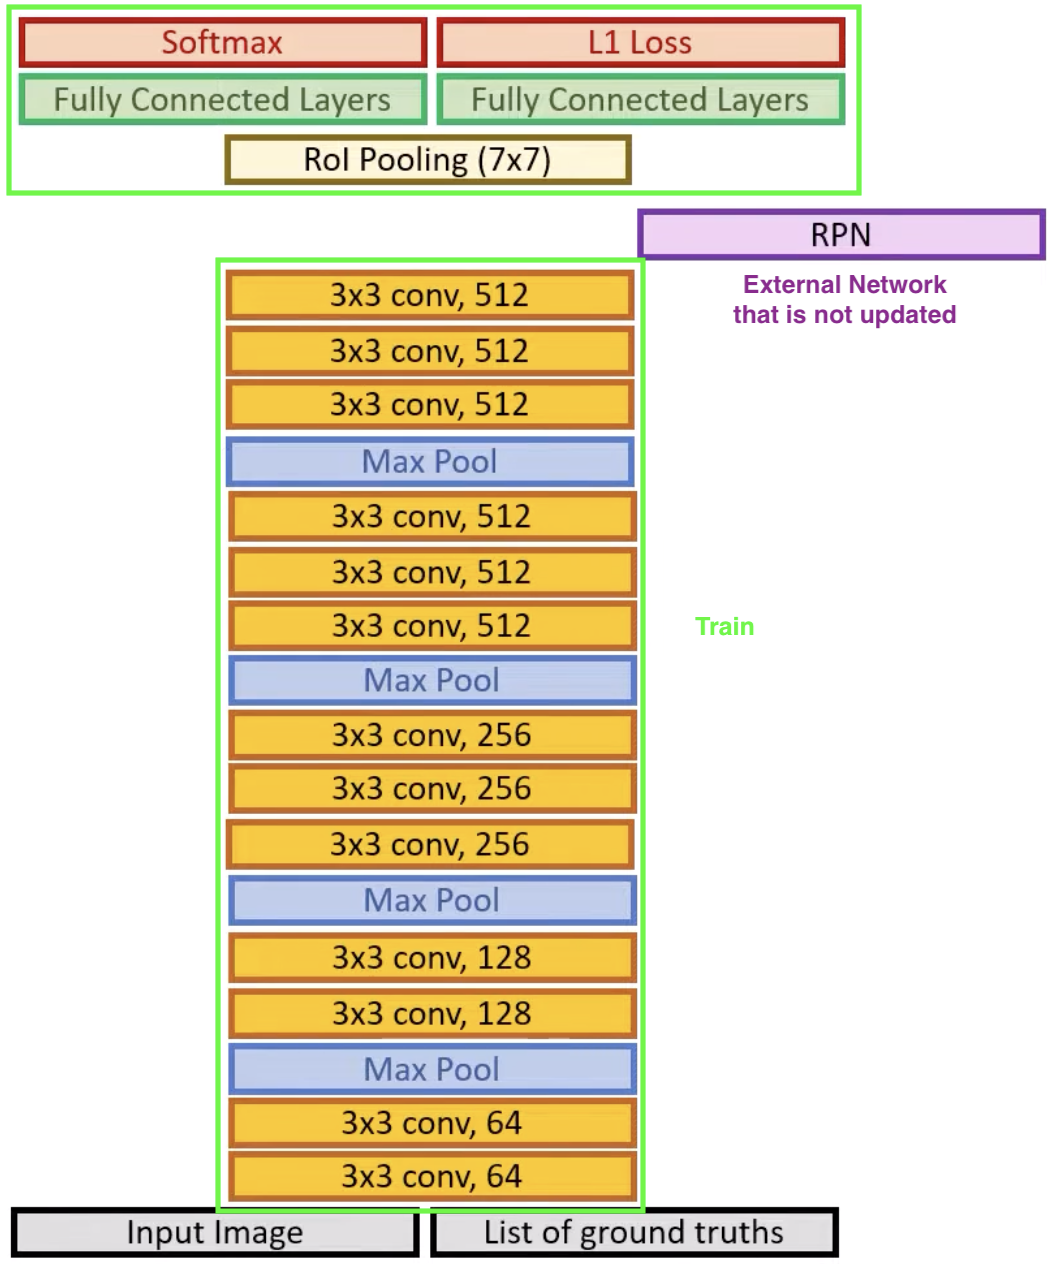 Softmax
L1 Loss
Fully Connected Layers
Fully Connected Layers
RoI Pooling (7x7)
RPN
External Network
that is not updated
3x3 conv, 512
3x3 conv, 512
3x3 conv, 512
Max Pool
3x3 conv, 512
3x3 conv, 512
3x3 conv, 512
Train
Max Pool
3x3 conv, 256
3x3 conv, 256
3x3 conv, 256
Max Pool
3x3 conv, 128
3x3 conv, 128
Max Pool
3x3 conv, 64
3x3 conv, 64
Input Image
List of ground truths